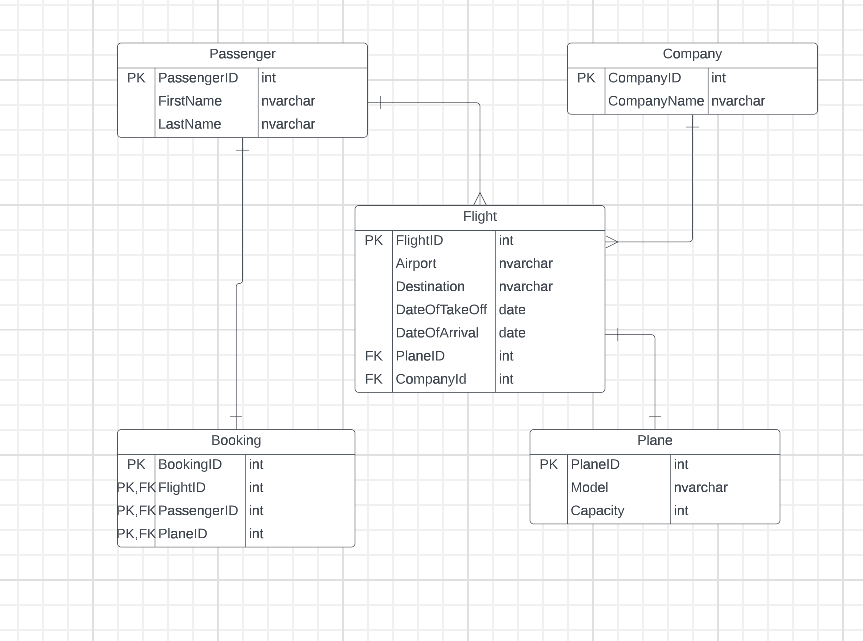 Passenger
PK PassengerID int
FirstName nvarchar
LastName nvarchar
Company
PK CompanyID int
CompanyName nvarchar
Flight
PK FlightID int
Airport nvarchar
Destination nvarchar
DateOfTakeOff date
DateOfArrival date
FK PlaneID int
FK CompanyId int
Booking
PK BookingID int
PK,FK FlightID int
PK,FK PassengerID int
PK,FK PlaneID int
Plane
PK PlaneID int
Model nvarchar
Capacity int